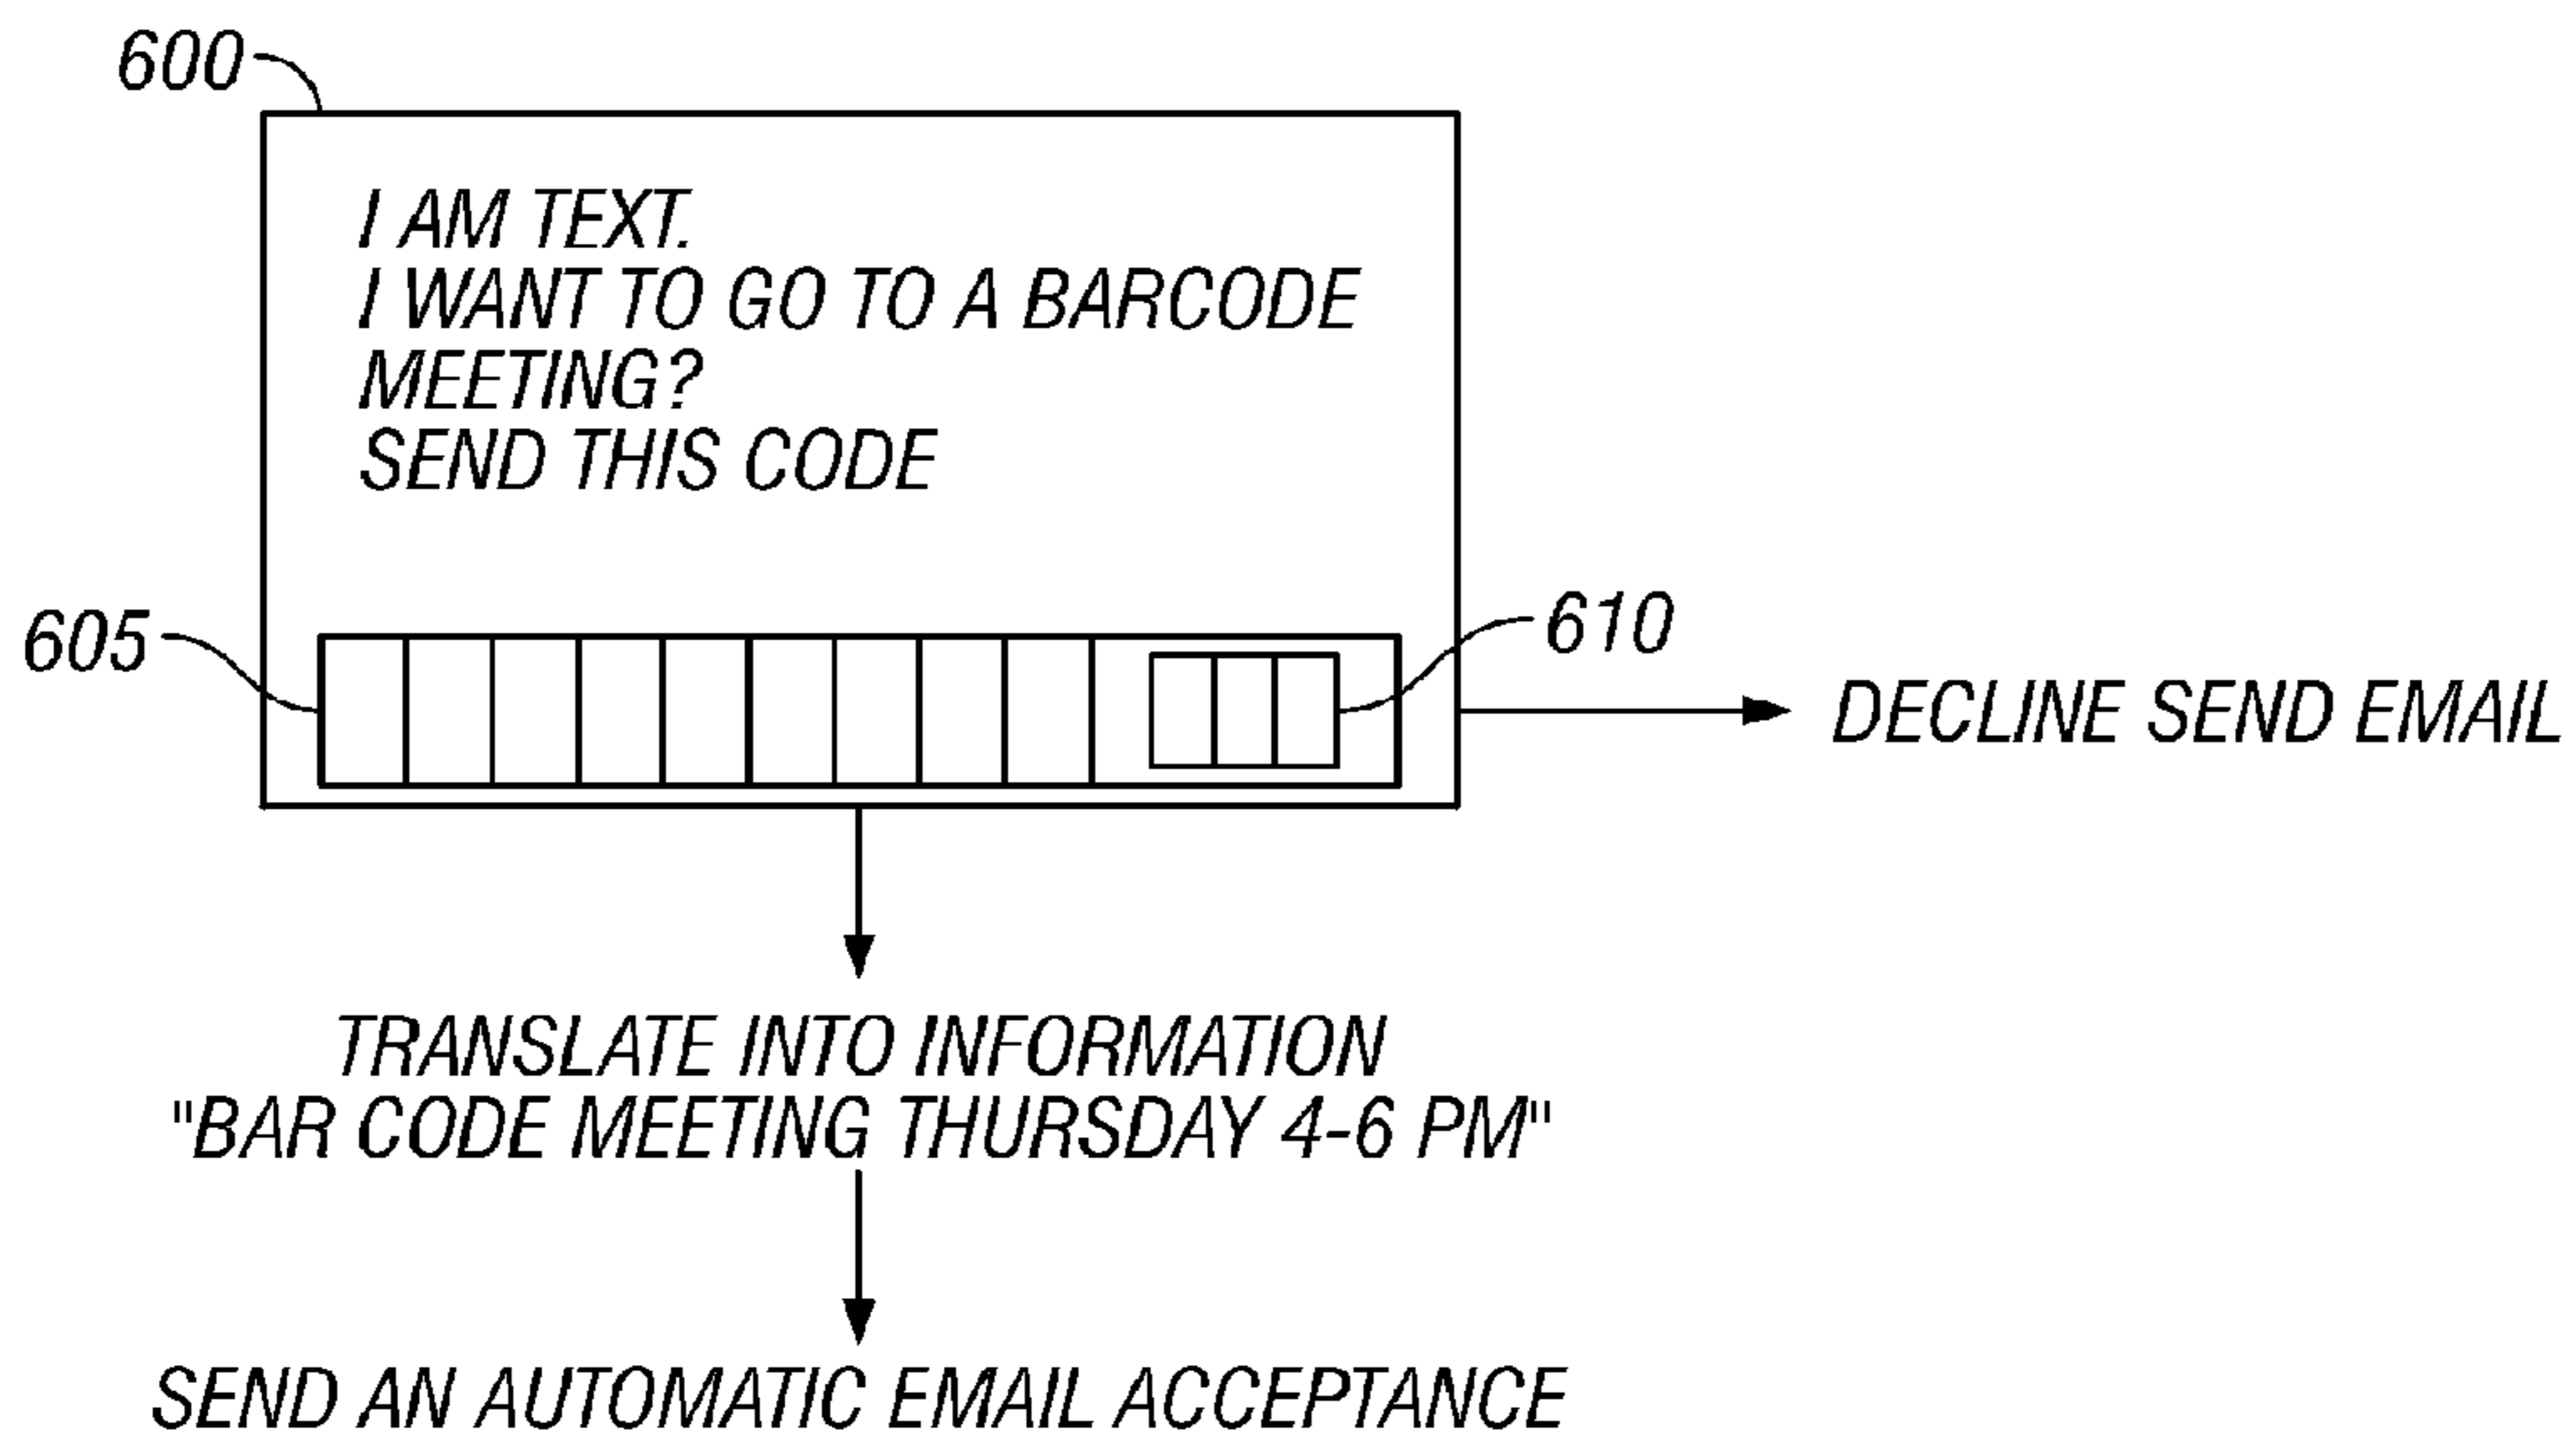 600
I AM TEXT.
I WANT TO GO TO A BARCODE
MEETING?
SEND THIS CODE
605
610
DECLINE SEND EMAIL
TRANSLATE INTO INFORMATION
"BAR CODE MEETING THURSDAY 4-6 PM"
SEND AN AUTOMATIC EMAIL ACCEPTANCE